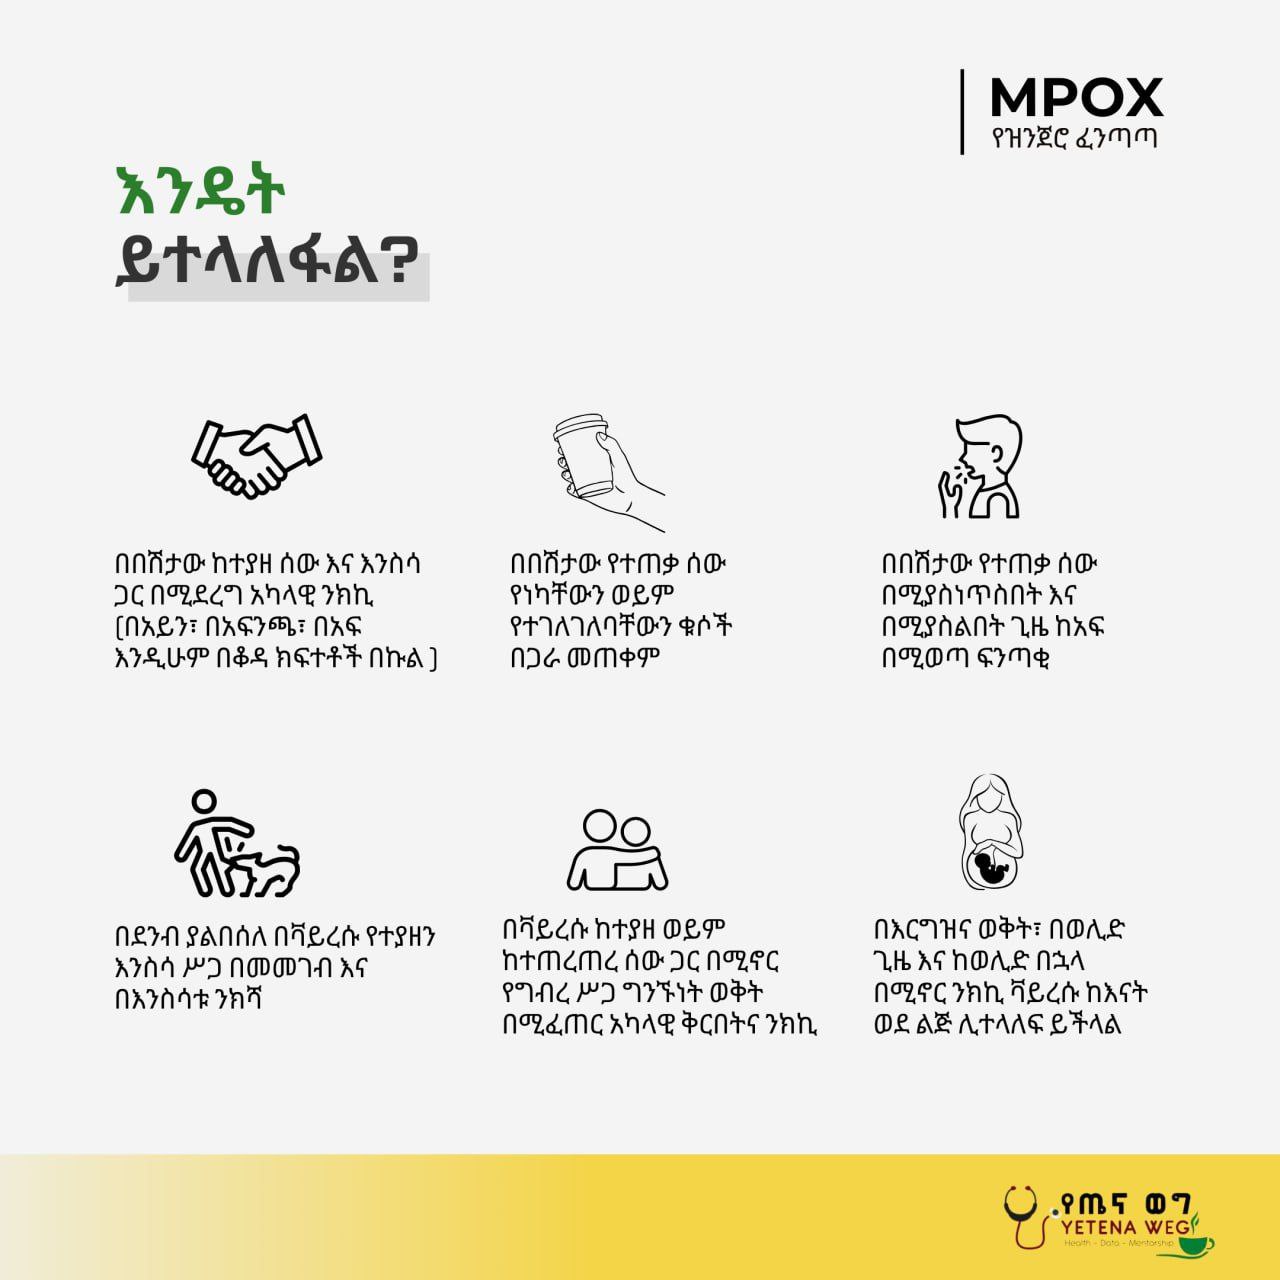 MPOX
የዝንጀሮ ፈንጣጣ
እንዴት
ይተላለፋል?
በበሽታው ከተያዘ ሰው እና እንስሳ
ጋር በሚደረግ አካላዊ ንክኪ
(በአይን፣ በአፍንጫ፣ በአፍ
እንዲሁም በቆዳ ክፍተቶች በኩል )
በበሽታው የተጠቃ ሰው
የነካቸውን ወይም
የተገለገለባቸውን ቁሶች
በጋራ መጠቀም
በበሽታው የተጠቃ ሰው
በሚያስነጥስበት እና
በሚያስልበት ጊዜ ከአፍ
በሚወጣ ፍንጣቂ
በደንብ ያልበሰለ በቫይረሱ የተያዘን
እንስሳ ሥጋ በመመገብ እና
በእንስሳቱ ንክሻ
በቫይረሱ ከተያዘ ወይም
ከተጠረጠረ ሰው ጋር በሚኖር
የግብረ ሥጋ ግንኙነት ወቅት
በሚፈጠር አካላዊ ቅርበትና ንክኪ
በእርግዝና ወቅት፣ በወሊድ
ጊዜ እና ከወሊድ በኋላ
በሚኖር ንክኪ ቫይረሱ ከእናት
ወደ ልጅ ሊተላለፍ ይችላል
የጤና ወግ
YETENA WEG
Health - Data - Mentorship